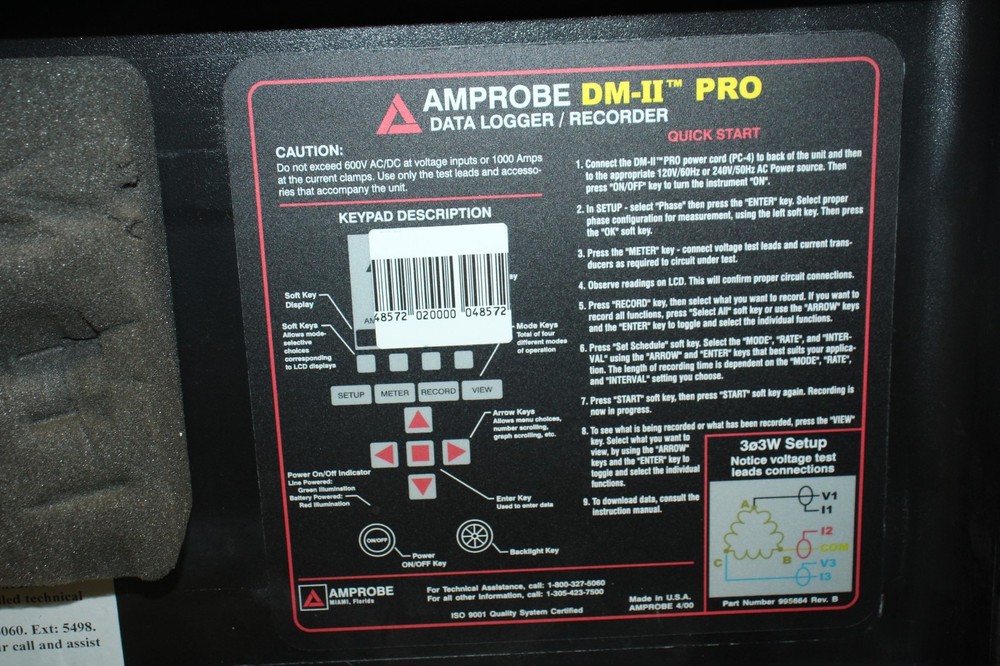 AMPROBE DM-II™ PRO
DATA LOGGER / RECORDER
CAUTION:
Do not exceed 600V AC/DC at voltage inputs or 1000 Amps
at the current clamps. Use only the test leads and accesso-
ries that accompany the unit.
KEYPAD DESCRIPTION
48572 020000 048572
Soft Key
Display
Soft Keys
Allows mode-
selective
choices
corresponding
to LCD displays
Mode Keys
Total of four
different modes
of operation
SETUP METER RECORD VIEW
Arrow Keys
Allows menu choices,
number scrolling,
graph scrolling, etc.
Power On/Off Indicator
Line Powered:
Green Illumination
Battery Powered:
Red Illumination
Enter Key
Used to enter data
ON/OFF
Power
ON/OFF Key
Backlight Key
QUICK START
1. Connect the DM-II™PRO power cord (PC-4) to back of the unit and then
to the appropriate 120V/60Hz or 240V/50Hz AC Power source. Then
press "ON/OFF" key to turn the instrument "ON".
2. In SETUP - select "Phase" then press the "ENTER" key. Select proper
phase configuration for measurement, using the left soft key. Then press
the "OK" soft key.
3. Press the "METER" key - connect voltage test leads and current trans-
ducers as required to circuit under test.
4. Observe readings on LCD. This will confirm proper circuit connections.
5. Press "RECORD" key, then select what you want to record. If you want to
record all functions, press "Select All" soft key or use the "ARROW" keys
and the "ENTER" key to toggle and select the individual functions.
6. Press "Set Schedule" soft key. Select the "MODE", "RATE", and "INTER-
VAL" using the "ARROW" and "ENTER" keys that best suits your applica-
tion. The length of recording time is dependent on the "MODE", "RATE",
and "INTERVAL" setting you choose.
7. Press "START" soft key, then press "START" soft key again. Recording is
now in progress.
8. To see what is being recorded or what has been recorded, press the "VIEW"
key. Select what you want to
view, by using the "ARROW
keys and the "ENTER" key to
toggle and select the individual
functions.
9. To download data, consult the
instruction manual.
3ø3W Setup
Notice voltage test
leads connections
A
B
C
V1
I1
I2
COM
V3
I3
Part Number 995664 Rev. B
AMPROBE
MIAMI, Florida
For Technical Assistance, call: 1-800-327-5060
For all other information, call: 1-305-423-7500
ISO 9001 Quality System Certified
Made in U.S.A.
AMPROBE 4/00
technical
060. Ext: 5498.
call and assist